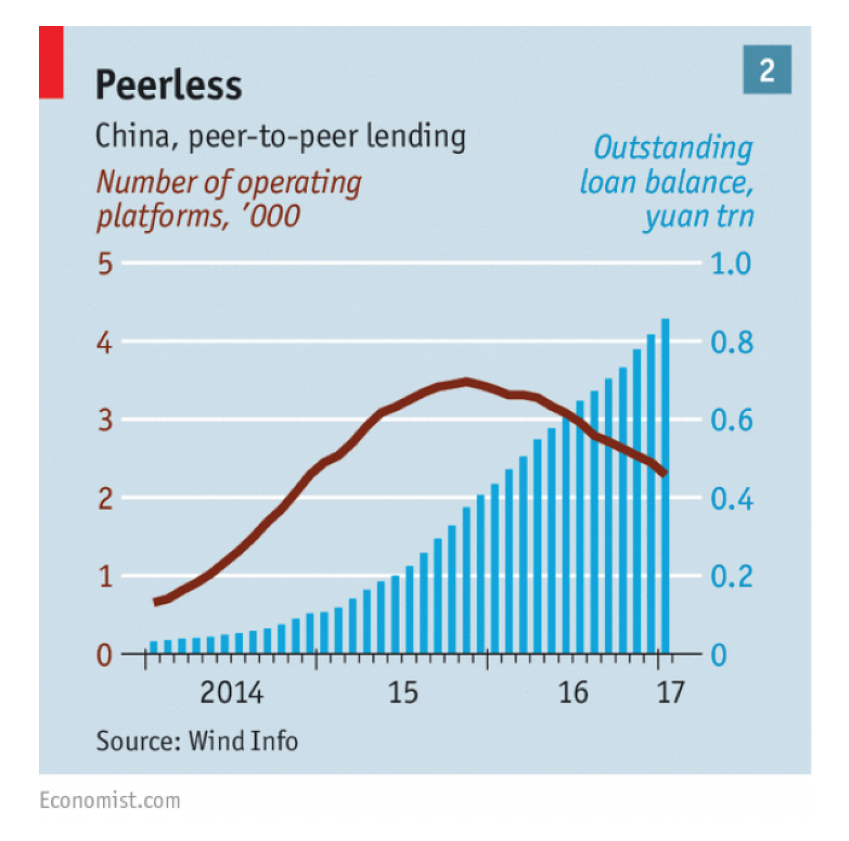 2
Peerless
China, peer-to-peer lending
Number of operating
platforms, ’000
Outstanding
loan balance,
yuan trn
5
4
3
2
1
0
1.0
0.8
0.6
0.4
0.2
0
2014 15 16 17
Source: Wind Info
Economist.com